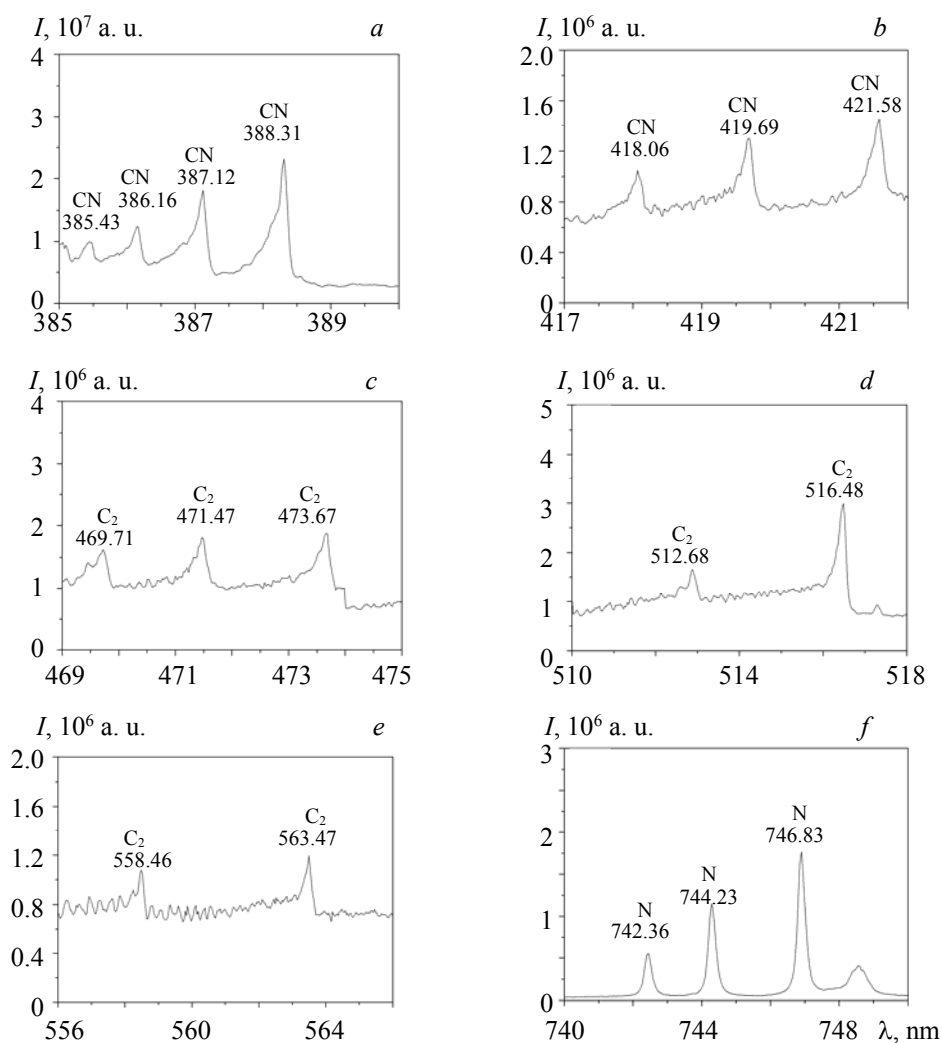 I, 10⁷ a. u. a
4
3
2
1
0
CN
385.43
CN
386.16
CN
387.12
CN
388.31
385 387 389
I, 10⁶ a. u. b
2.0
1.6
1.2
0.8
0.4
0
CN
418.06
CN
419.69
CN
421.58
417 419 421
I, 10⁶ a. u. c
4
3
2
1
0
C₂
469.71
C₂
471.47
C₂
473.67
469 471 473 475
I, 10⁶ a. u. d
5
4
3
2
1
0
C₂
512.68
C₂
516.48
510 514 518
I, 10⁶ a. u. e
2.0
1.6
1.2
0.8
0.4
0
C₂
558.46
C₂
563.47
556 560 564
I, 10⁶ a. u. f
3
2
1
0
N
742.36
N
744.23
N
746.83
740 744 748 λ, nm